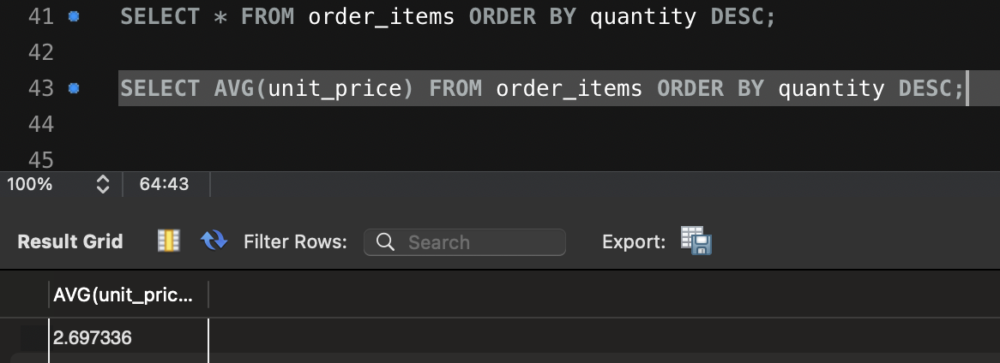 41 SELECT * FROM order_items ORDER BY quantity DESC;
42
43 SELECT AVG(unit_price) FROM order_items ORDER BY quantity DESC;
44
45
100% 64:43
Result Grid Filter Rows: Search Export:
AVG(unit_pric...
2.697336